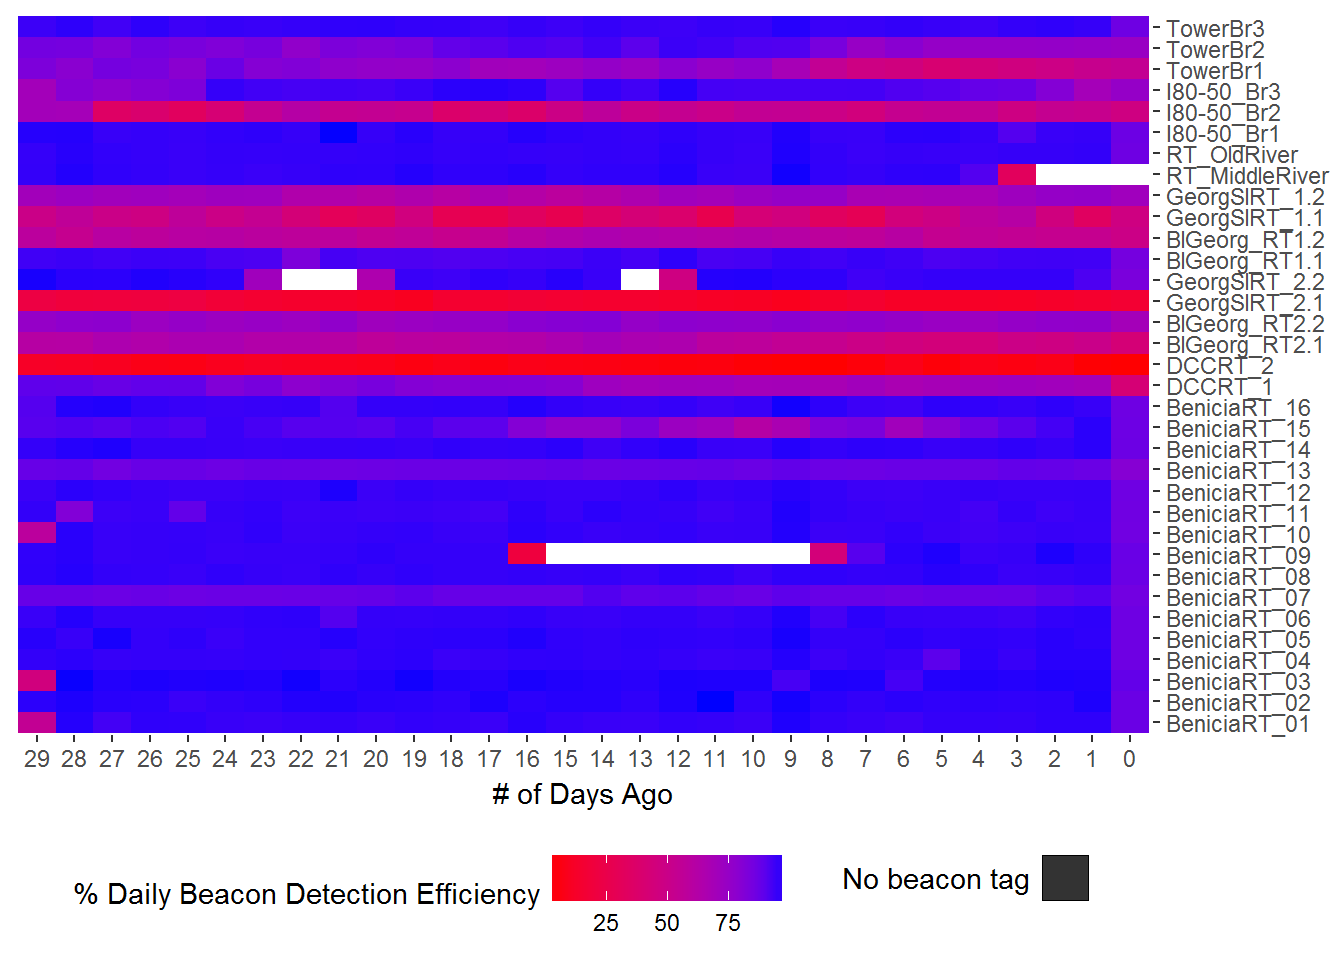 TowerBr3
TowerBr2
TowerBr1
I80-50_Br3
I80-50_Br2
I80-50_Br1
RT_OldRiver
RT_MiddleRiver
GeorgSlRT_1.2
GeorgSlRT_1.1
BlGeorg_RT1.2
BlGeorg_RT1.1
GeorgSlRT_2.2
GeorgSlRT_2.1
BlGeorg_RT2.2
BlGeorg_RT2.1
DCCRT_2
DCCRT_1
BeniciaRT_16
BeniciaRT_15
BeniciaRT_14
BeniciaRT_13
BeniciaRT_12
BeniciaRT_11
BeniciaRT_10
BeniciaRT_09
BeniciaRT_08
BeniciaRT_07
BeniciaRT_06
BeniciaRT_05
BeniciaRT_04
BeniciaRT_03
BeniciaRT_02
BeniciaRT_01
29 28 27 26 25 24 23 22 21 20 19 18 17 16 15 14 13 12 11 10 9 8 7 6 5 4 3 2 1 0
# of Days Ago
% Daily Beacon Detection Efficiency
25 50 75
No beacon tag